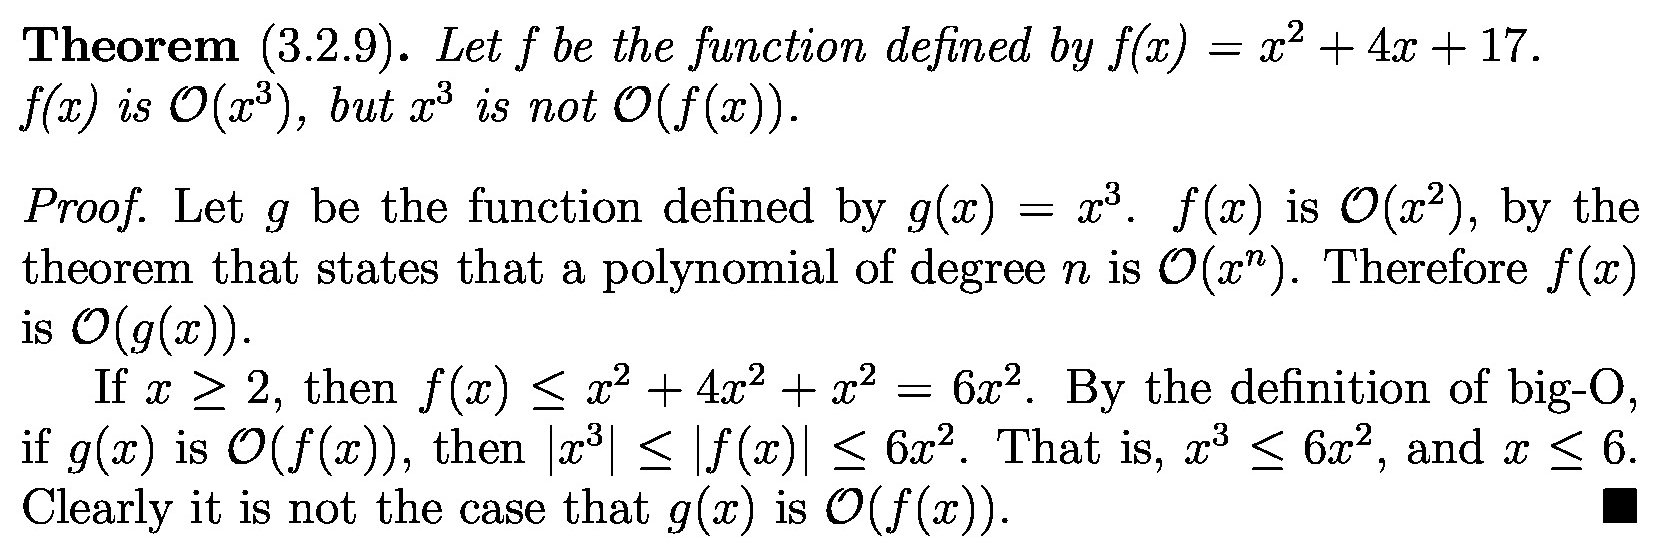 Theorem (3.2.9). Let f be the function defined by f(x) = x² + 4x + 17.
f(x) is 𝒪(x³), but x³ is not 𝒪(f(x)).
Proof. Let g be the function defined by g(x) = x³. f(x) is 𝒪(x²), by the
theorem that states that a polynomial of degree n is 𝒪(xⁿ). Therefore f(x)
is 𝒪(g(x)).
If x ≥ 2, then f(x) ≤ x² + 4x² + x² = 6x². By the definition of big-O,
if g(x) is 𝒪(f(x)), then |x³| ≤ |f(x)| ≤ 6x². That is, x³ ≤ 6x², and x ≤ 6.
Clearly it is not the case that g(x) is 𝒪(f(x)). ■